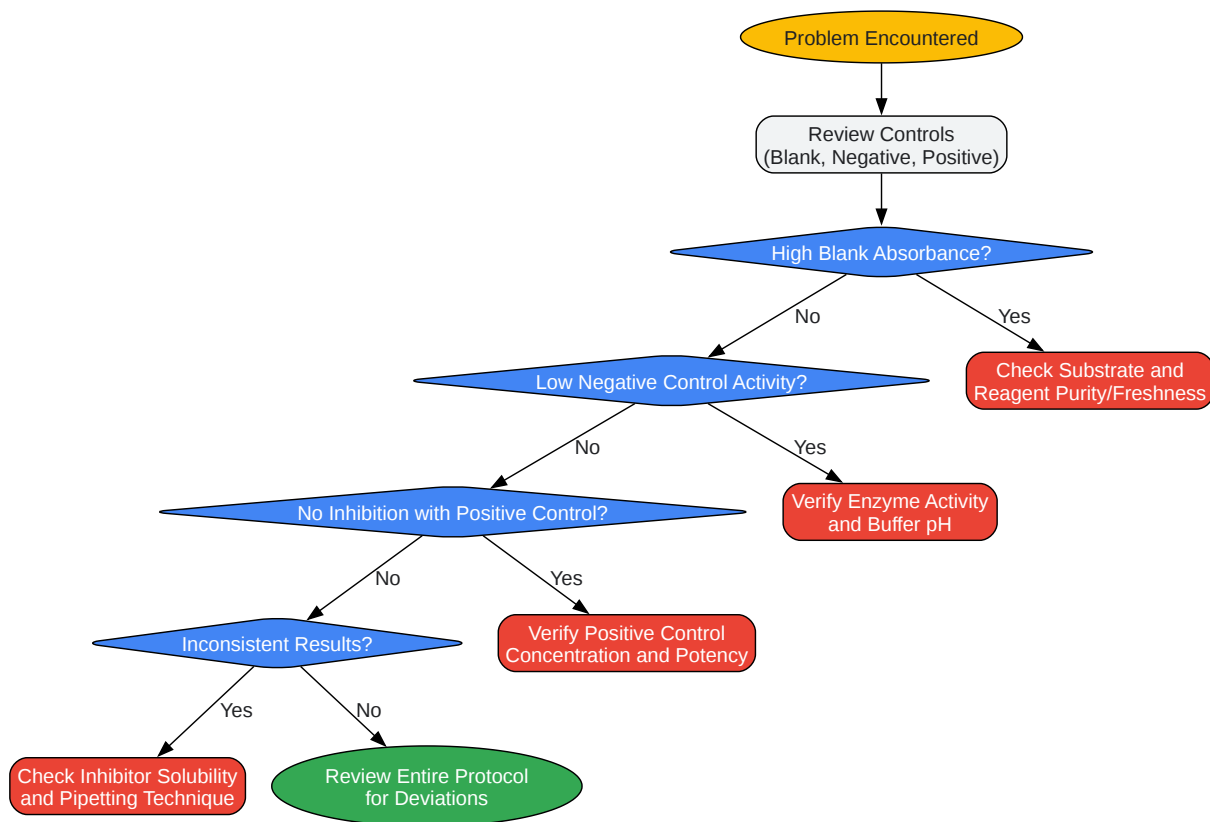 Problem Encountered
Review Controls
(Blank, Negative, Positive)
High Blank Absorbance?
No
Yes
Check Substrate and
Reagent Purity/Freshness
Low Negative Control Activity?
No
Yes
Verify Enzyme Activity
and Buffer pH
No Inhibition with Positive Control?
No
Yes
Verify Positive Control
Concentration and Potency
Inconsistent Results?
Yes
No
Check Inhibitor Solubility
and Pipetting Technique
Review Entire Protocol
for Deviations